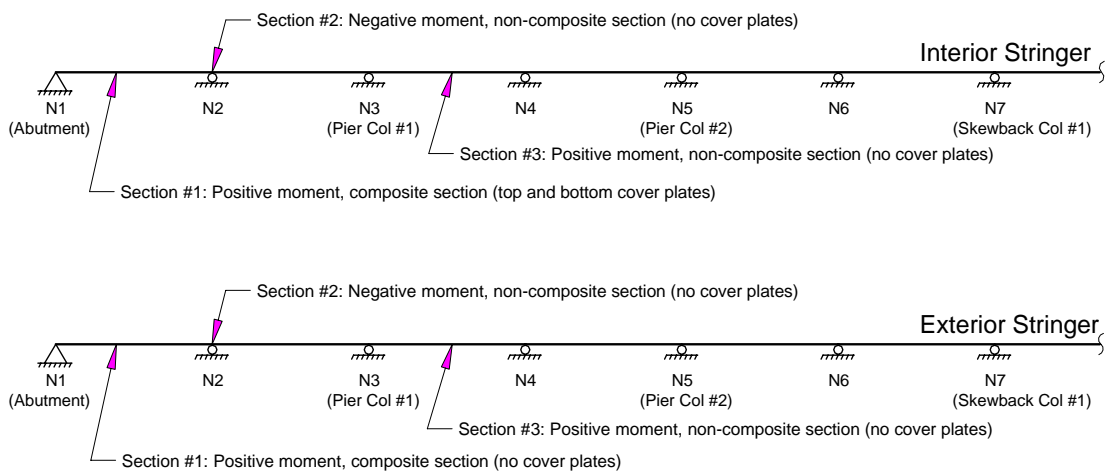 Section #2: Negative moment, non-composite section (no cover plates)
Interior Stringer
N1 N2 N3 N4 N5 N6 N7
(Abutment) (Pier Col #1) (Pier Col #2) (Skewback Col #1)
Section #3: Positive moment, non-composite section (no cover plates)
Section #1: Positive moment, composite section (top and bottom cover plates)
Section #2: Negative moment, non-composite section (no cover plates)
Exterior Stringer
N1 N2 N3 N4 N5 N6 N7
(Abutment) (Pier Col #1) (Pier Col #2) (Skewback Col #1)
Section #3: Positive moment, non-composite section (no cover plates)
Section #1: Positive moment, composite section (no cover plates)